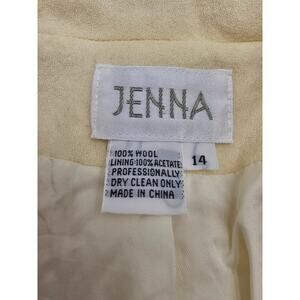 JENNA
14
100% WOOL
LINING-100% ACETATE
PROFESSIONALLY
DRY CLEAN ONLY
MADE IN CHINA